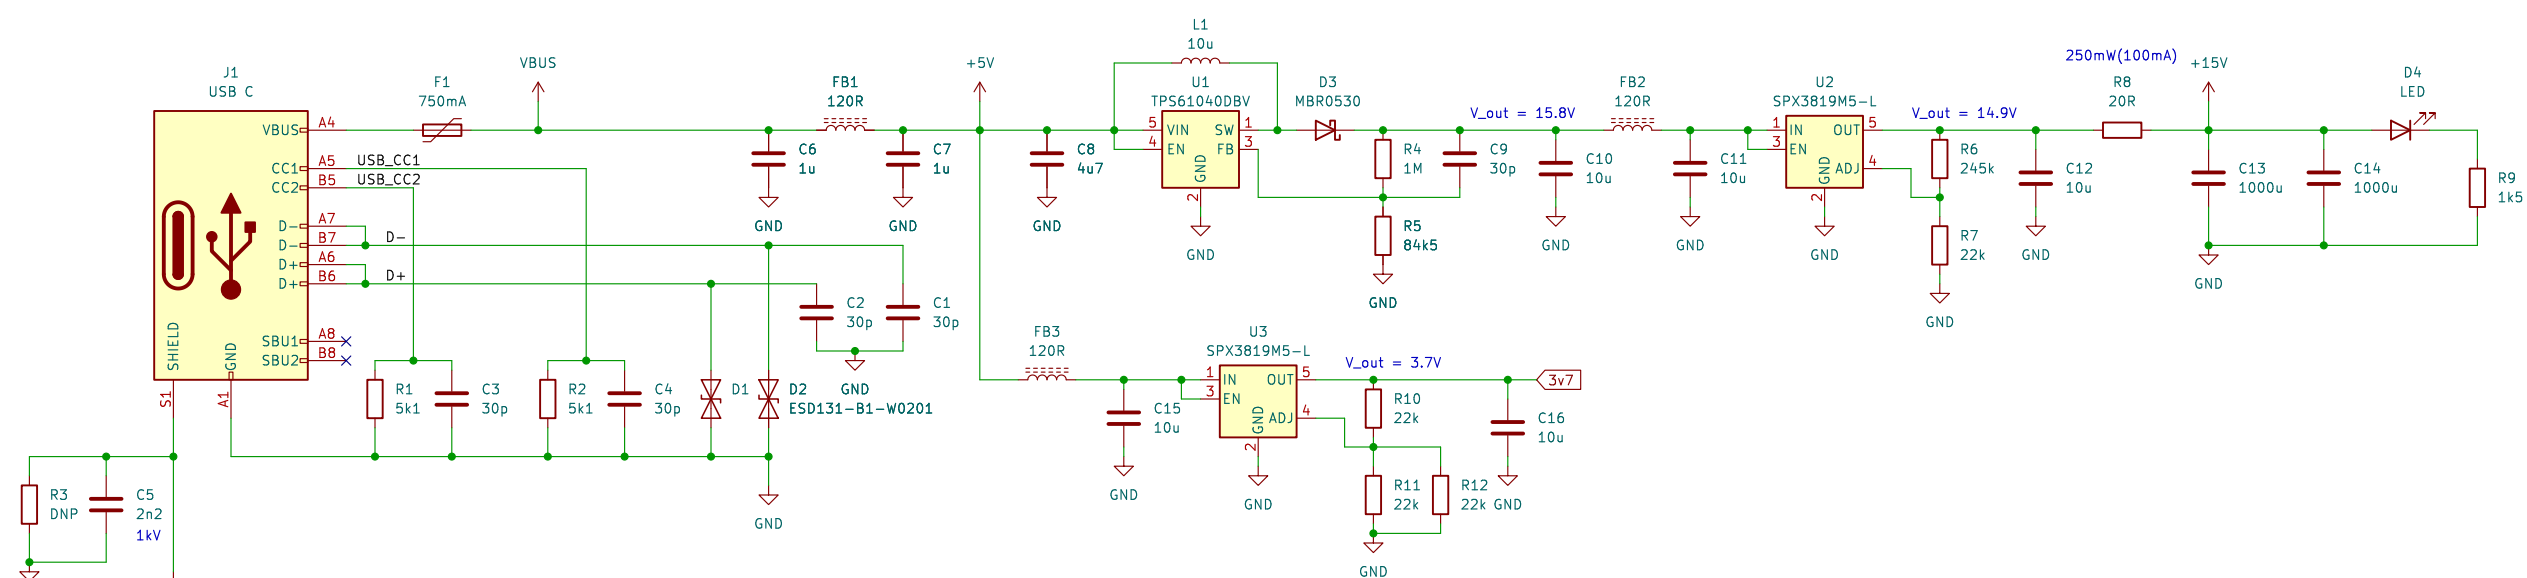 J1
USB C
VBUS
A4
CC1
A5
USB_CC1
CC2
B5
USB_CC2
D-
A7
D-
B7
D-
D+
A6
D+
B6
D+
SBU1
A8
SBU2
B8
SHIELD
GND
S1
A1
F1
750mA
VBUS
R3
DNP
C5
2n2
1kV
R1
5k1
C3
30p
R2
5k1
C4
30p
D1
D2
ESD131-B1-W0201
GND
C6
1u
GND
FB1
120R
C7
1u
GND
C2
30p
C1
30p
GND
+5V
C8
4u7
GND
L1
10u
U1
TPS61040DBV
5
VIN
4
EN
SW
1
FB
3
GND
2
GND
D3
MBR0530
R4
1M
C9
30p
R5
84k5
GND
V_out = 15.8V
C10
10u
GND
FB2
120R
C11
10u
GND
U2
SPX3819M5-L
1
IN
3
EN
OUT
5
ADJ
4
GND
2
GND
V_out = 14.9V
R6
245k
R7
22k
GND
C12
10u
GND
250mW(100mA)
R8
20R
+15V
C13
1000u
C14
1000u
GND
D4
LED
R9
1k5
FB3
120R
C15
10u
GND
U3
SPX3819M5-L
1
IN
3
EN
OUT
5
ADJ
4
GND
2
GND
V_out = 3.7V
R10
22k
R11
22k
R12
22k
GND
C16
10u
GND
3v7